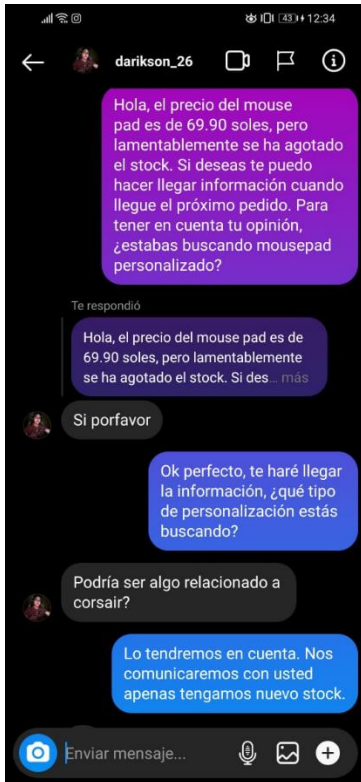 43 12:34
darikson_26
Hola, el precio del mouse
pad es de 69.90 soles, pero
lamentablemente se ha agotado
el stock. Si deseas te puedo
hacer llegar información cuando
llegue el próximo pedido. Para
tener en cuenta tu opinión,
¿estabas buscando mousepad
personalizado?
Te respondió
Hola, el precio del mouse pad es de
69.90 soles, pero lamentablemente
se ha agotado el stock. Si des... más
Si porfavor
Ok perfecto, te haré llegar
la información, ¿qué tipo
de personalización estás
buscando?
Podría ser algo relacionado a
corsair?
Lo tendremos en cuenta. Nos
comunicaremos con usted
apenas tengamos nuevo stock.
Enviar mensaje...